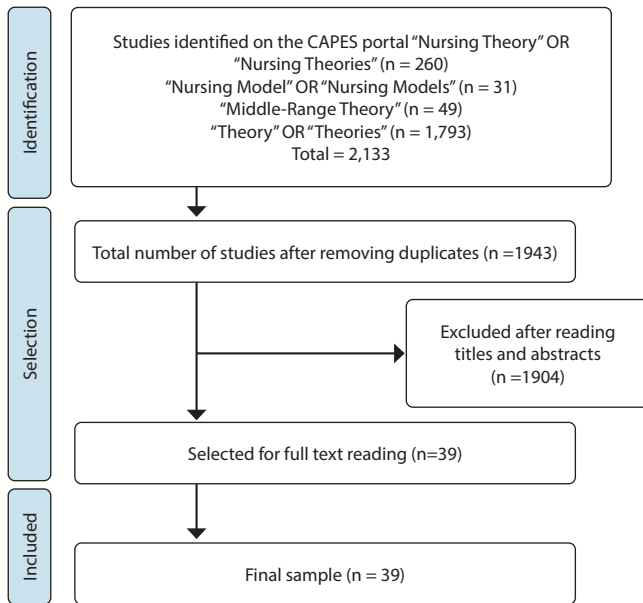 Identification
Studies identified on the CAPES portal “Nursing Theory” OR
“Nursing Theories” (n = 260)
“Nursing Model” OR “Nursing Models” (n = 31)
“Middle-Range Theory” (n = 49)
“Theory” OR “Theories” (n = 1,793)
Total = 2,133
Selection
Total number of studies after removing duplicates (n =1943)
Excluded after reading
titles and abstracts
(n =1904)
Selected for full text reading (n=39)
Included
Final sample (n = 39)